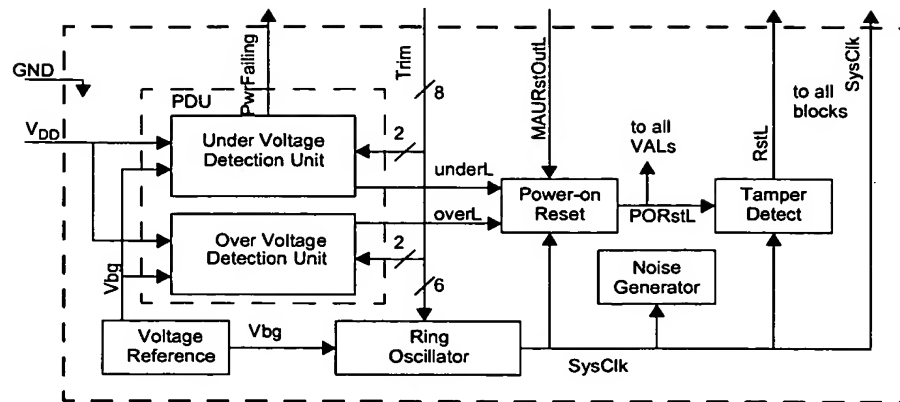 GND
VDD
PDU
PwrFailing
Trim
8
MAURstOutL
RstL
to all
blocks
SysClk
Under Voltage
Detection Unit
2
underL
to all
VALs
Power-on
Reset
PORstL
Tamper
Detect
overL
Over Voltage
Detection Unit
2
6
Vbg
Noise
Generator
Voltage
Reference
Vbg
Ring
Oscillator
SysClk